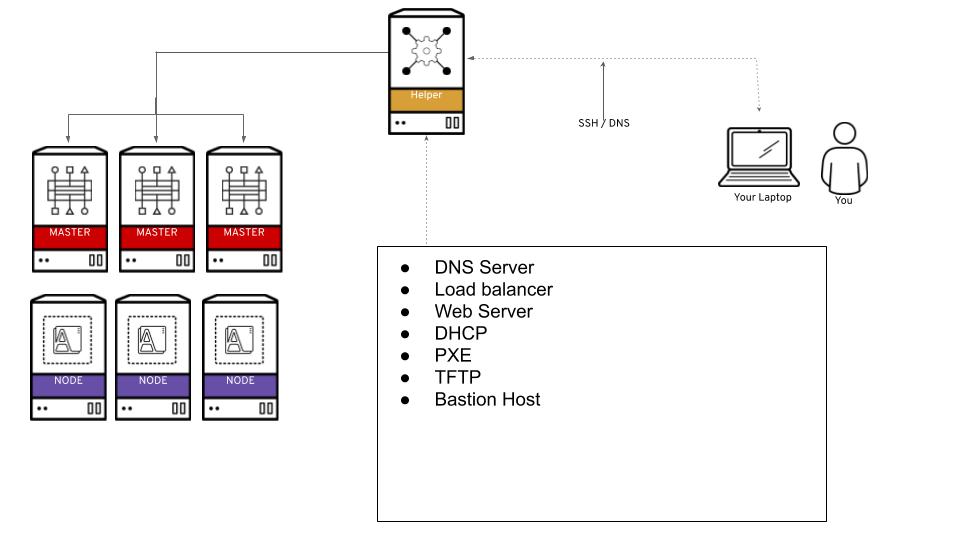 Helper
SSH / DNS
Your Laptop
You
MASTER
MASTER
MASTER
NODE
NODE
NODE
● DNS Server
● Load balancer
● Web Server
● DHCP
● PXE
● TFTP
● Bastion Host